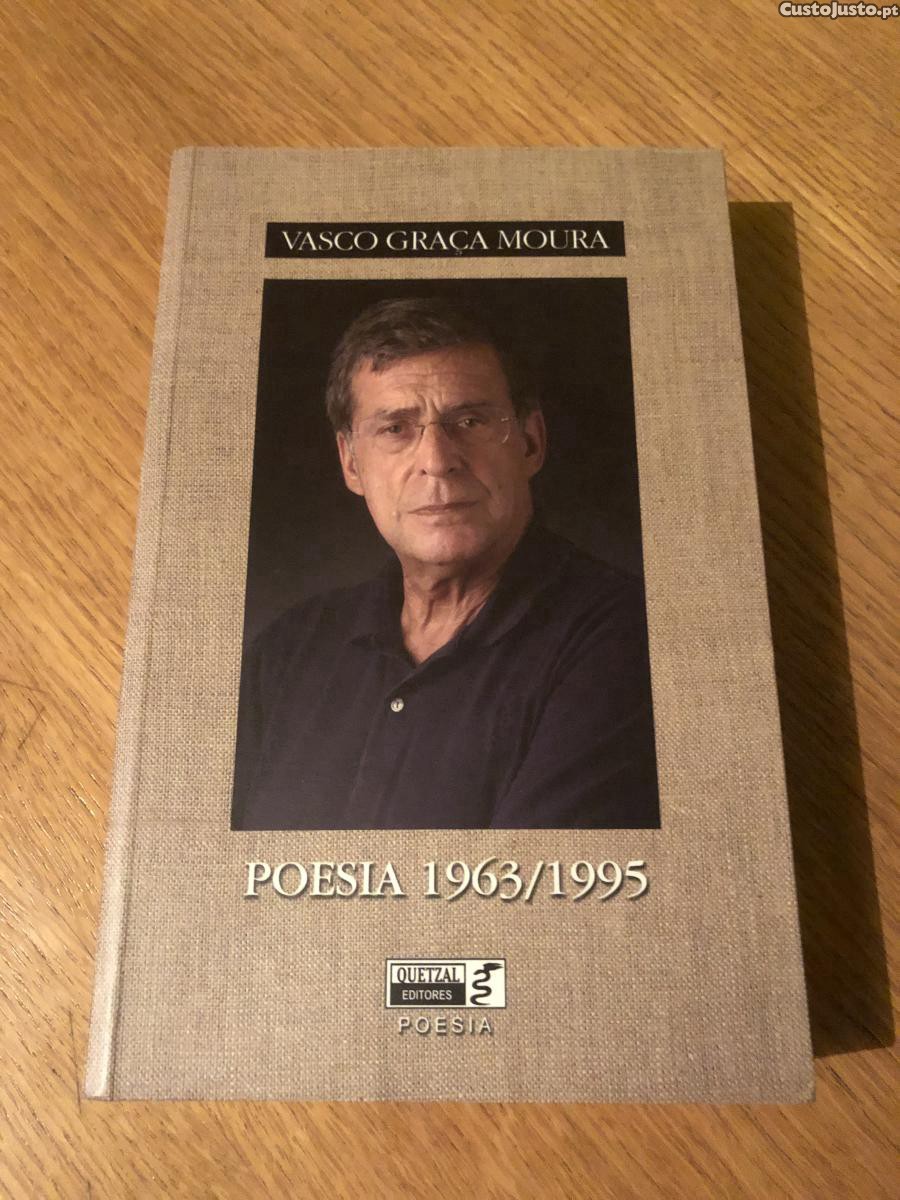 CustoJusto.pt
VASCO GRAÇA MOURA
POESIA 1963/1995
QUETZAL
EDITORES
POESIA